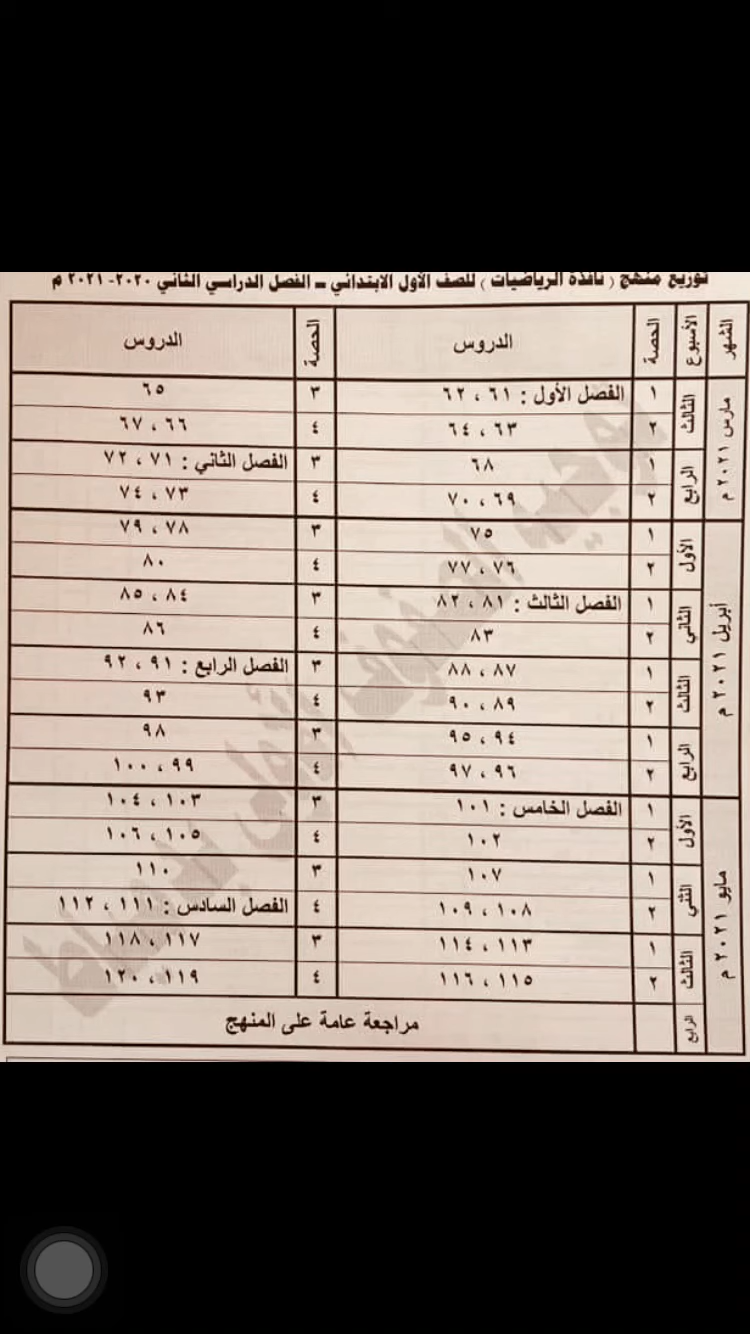 توزيع منهج ( نافذة الرياضيات ) للصف الأول الابتدائي – الفصل الدراسي الثاني ٢٠٢٠- ٢٠٢١ م
الشهر الأسبوع الحصة الدروس الحصة الدروس
مارس ٢٠٢١ م الثالث ١ الفصل الأول : ٦١ ، ٦٢ ٣ ٦٥
٢ ٦٣ ، ٦٤ ٤ ٦٦ ، ٦٧
الرابع ١ ٦٨ ٣ الفصل الثاني : ٧١ ، ٧٢
٢ ٦٩ ، ٧٠ ٤ ٧٣ ، ٧٤
أبريل ٢٠٢١ م الأول ١ ٧٥ ٣ ٧٨ ، ٧٩
٢ ٧٦ ، ٧٧ ٤ ٨٠
الثاني ١ الفصل الثالث : ٨١ ، ٨٢ ٣ ٨٤ ، ٨٥
٢ ٨٣ ٤ ٨٦
الثالث ١ ٨٧ ، ٨٨ ٣ الفصل الرابع : ٩١ ، ٩٢
٢ ٨٩ ، ٩٠ ٤ ٩٣
الرابع ١ ٩٤ ، ٩٥ ٣ ٩٨
٢ ٩٦ ، ٩٧ ٤ ٩٩ ، ١٠٠
مايو ٢٠٢١ م الأول ١ الفصل الخامس : ١٠١ ٣ ١٠٣ ، ١٠٤
٢ ١٠٢ ٤ ١٠٥ ، ١٠٦
الثاني ١ ١٠٧ ٣ ١١٠
٢ ١٠٨ ، ١٠٩ ٤ الفصل السادس : ١١١ ، ١١٢
الثالث ١ ١١٣ ، ١١٤ ٣ ١١٧ ، ١١٨
٢ ١١٥ ، ١١٦ ٤ ١١٩ ، ١٢٠
الرابع مراجعة عامة على المنهج
توجيه الصفوف الأولى بدمياط